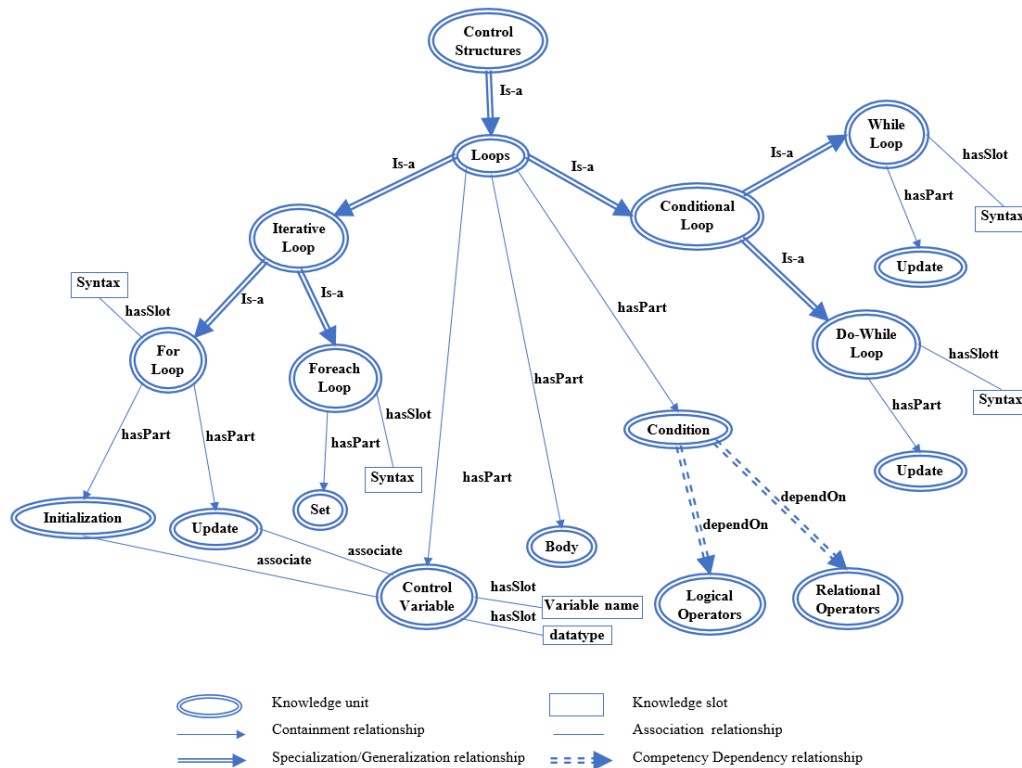 Control
Structures
Is-a
Loops
Is-a
Is-a
While
Loop
Is-a
hasSlot
Syntax
hasPart
Update
Conditional
Loop
Iterative
Loop
Is-a
Is-a
Is-a
Syntax
hasSlot
For
Loop
Foreach
Loop
hasPart
Do-While
Loop
hasSlott
Syntax
hasPart
Update
hasPart
hasPart
hasPart
hasSlot
Syntax
hasPart
Condition
hasPart
Initialization
Update
Set
associate
associate
Control
Variable
Body
dependOn
dependOn
Logical
Operators
Relational
Operators
hasSlot
Variable name
hasSlot
datatype
Knowledge unit
Knowledge slot
Containment relationship
Association relationship
Specialization/Generalization relationship
Competency Dependency relationship